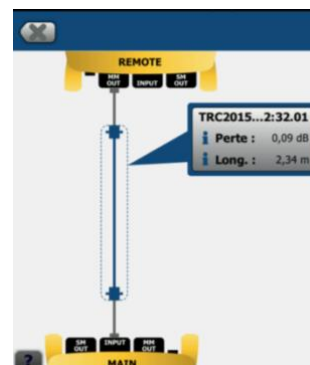 REMOTE
MM OUT INPUT SM OUT
TRC2015...2:32.01
i Perte : 0,09 dB
i Long. : 2,34 m
SM OUT INPUT MM OUT
MAIN
?